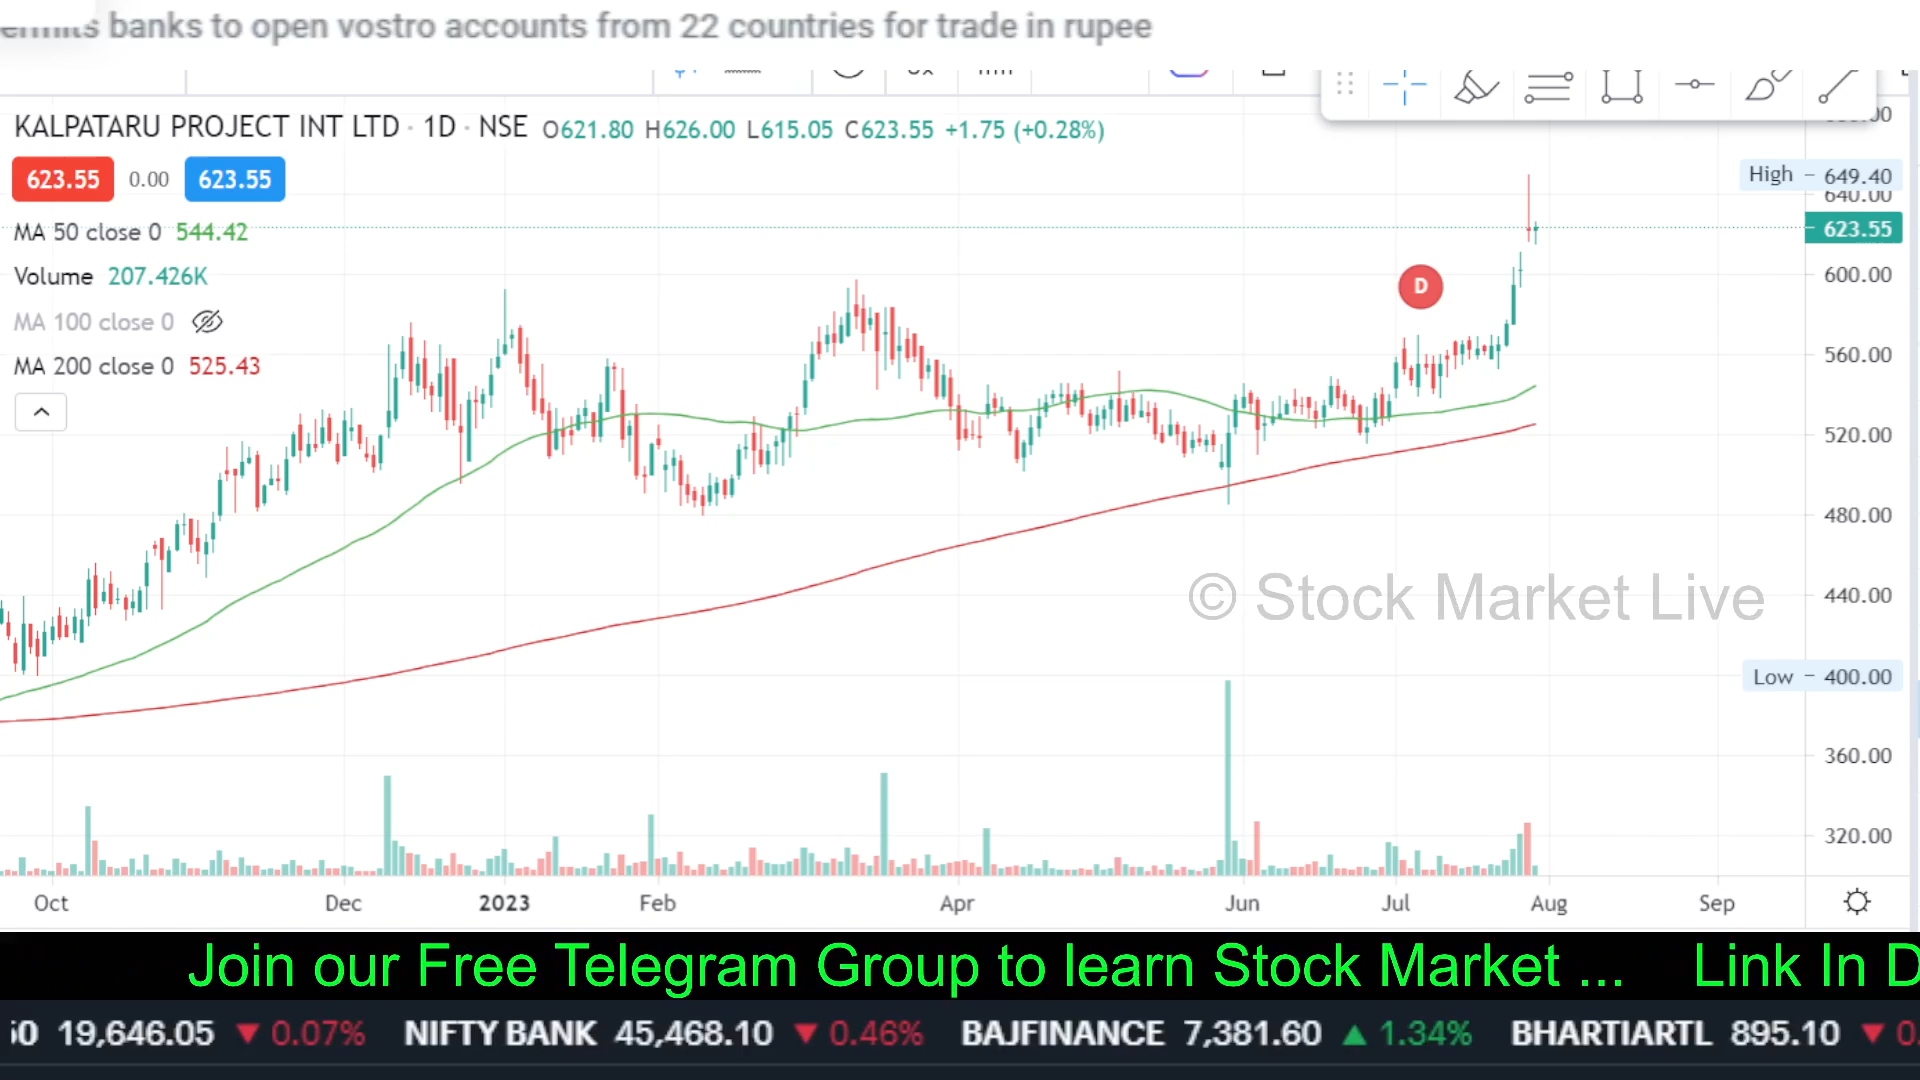 banks to open vostro accounts from 22 countries for trade in rupee
KALPATARU PROJECT INT LTD · 1D · NSE O621.80 H626.00 L615.05 C623.55 +1.75 (+0.28%)
623.55 0.00 623.55
MA 50 close 0 544.42
Volume 207.426K
MA 100 close 0
MA 200 close 0 525.43
High 649.40
640.00
623.55
D
600.00
560.00
520.00
480.00
© Stock Market Live
440.00
Low 400.00
360.00
320.00
Oct Dec 2023 Feb Apr Jun Jul Aug Sep
Join our Free Telegram Group to learn Stock Market ... Link In D
50 19,646.05 ▼ 0.07% NIFTY BANK 45,468.10 ▼ 0.46% BAJFINANCE 7,381.60 ▲ 1.34% BHARTIARTL 895.10 ▼ 0.